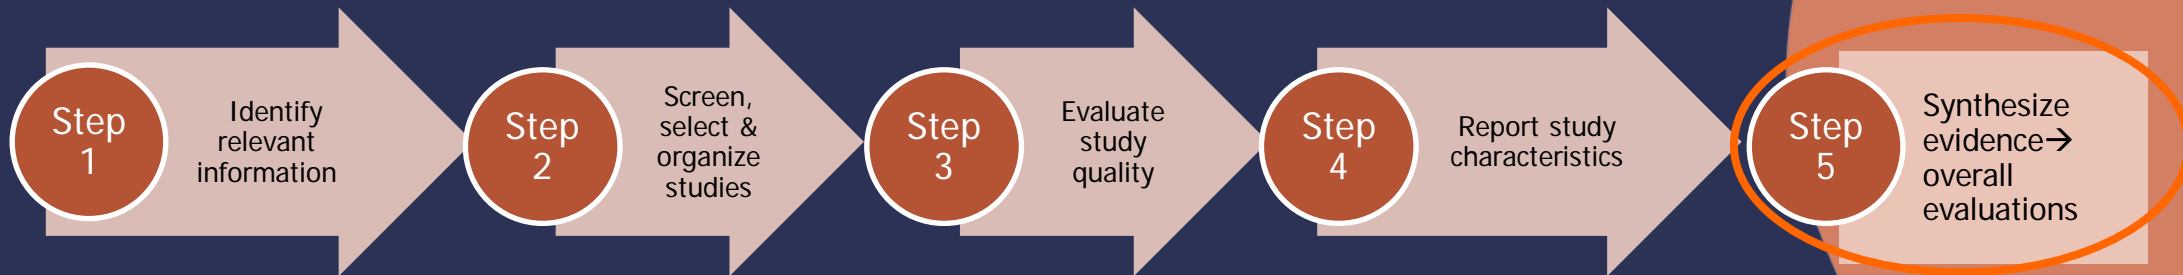 Step
1
Identify
relevant
information
Step
2
Screen,
select &
organize
studies
Step
3
Evaluate
study
quality
Step
4
Report study
characteristics
Step
5
Synthesize
evidence→
overall
evaluations